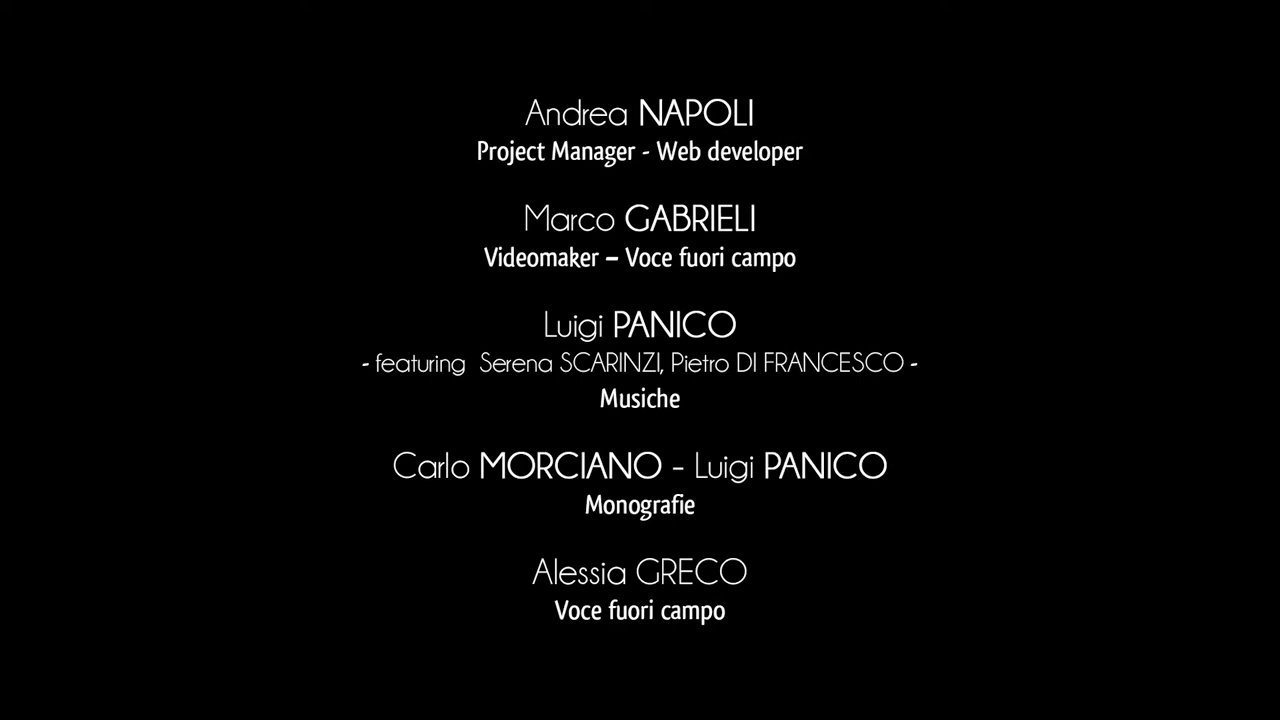 Andrea NAPOLI
Project Manager - Web developer
Marco GABRIELI
Videomaker – Voce fuori campo
Luigi PANICO
- featuring Serena SCARINZI, Pietro DI FRANCESCO -
Musiche
Carlo MORCIANO - Luigi PANICO
Monografie
Alessia GRECO
Voce fuori campo